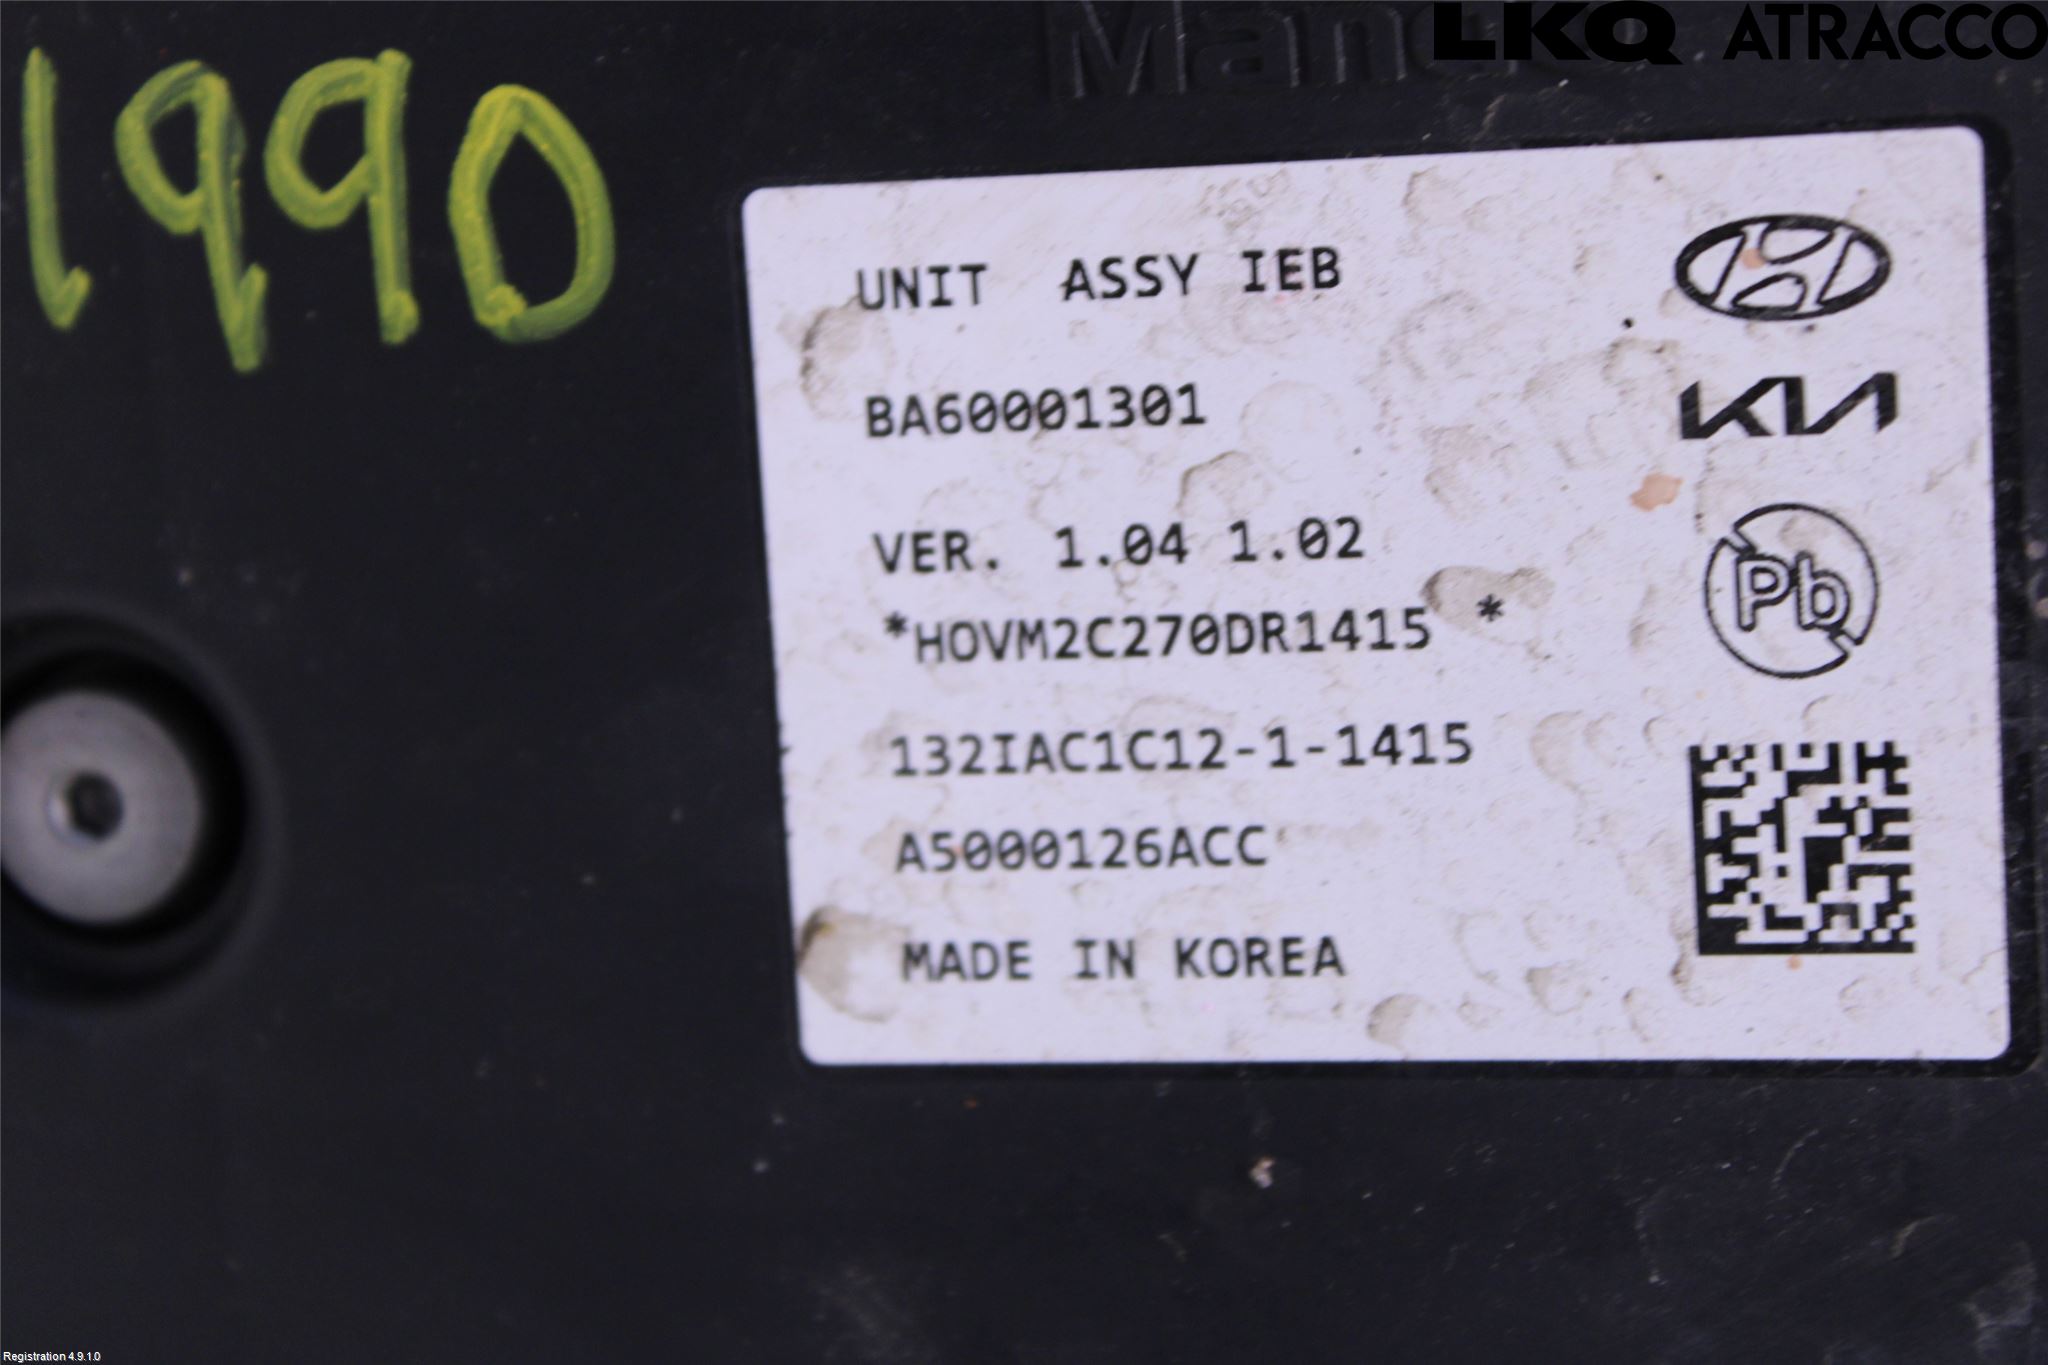 LKQ ATRACCO
1990
UNIT ASSY IEB
BA60001301
KIA
VER. 1.04 1.02
*HOVM2C270DR1415 *
Pb
132IAC1C12-1-1415
A5000126ACC
MADE IN KOREA
Registration 4.9.1.0